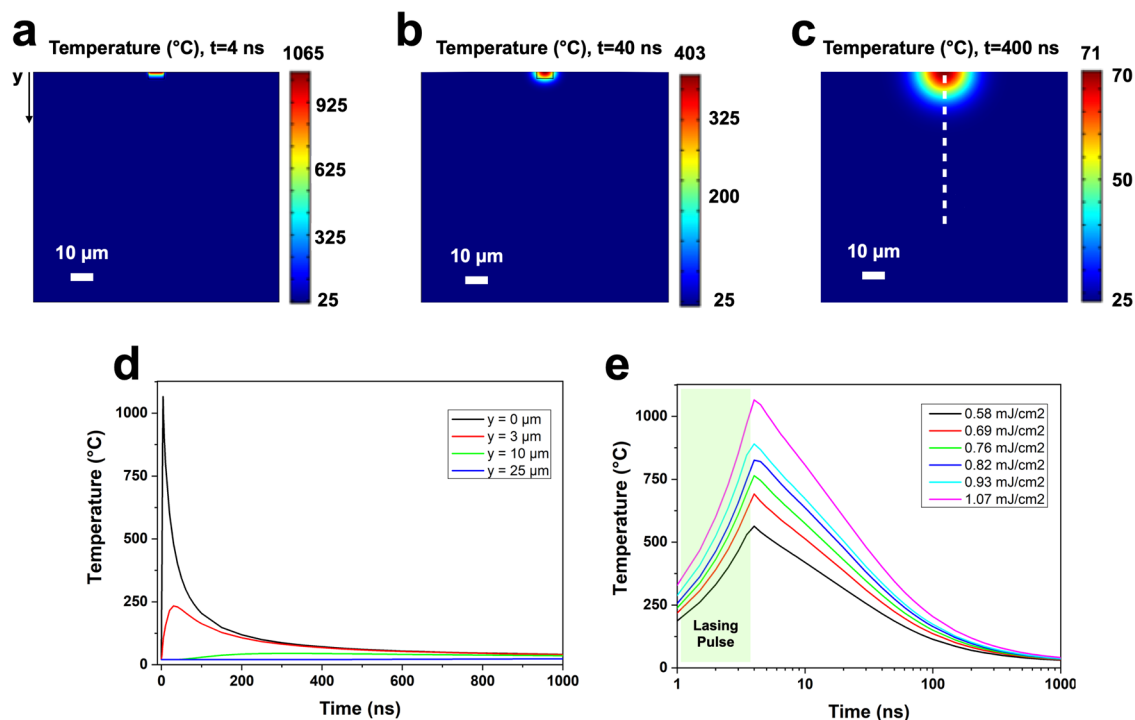 a
Temperature (°C), t=4 ns 1065
y
925
625
325
25
10 µm
b
Temperature (°C), t=40 ns 403
325
200
25
10 µm
c
Temperature (°C), t=400 ns 71
70
50
25
10 µm
d
Temperature (°C)
1000
750
500
250
0
0 200 400 600 800 1000
Time (ns)
y = 0 µm
y = 3 µm
y = 10 µm
y = 25 µm
e
Temperature (°C)
1000
750
500
250
0
1 10 100 1000
Time (ns)
Lasing
Pulse
0.58 mJ/cm2
0.69 mJ/cm2
0.76 mJ/cm2
0.82 mJ/cm2
0.93 mJ/cm2
1.07 mJ/cm2